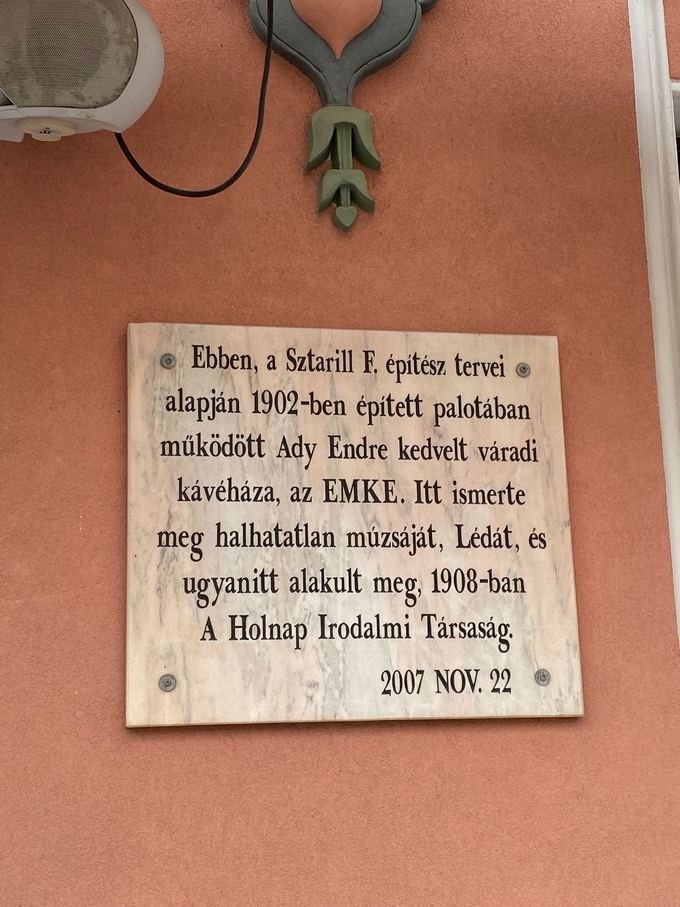 Ebben, a Sztarill F. építész tervei
alapján 1902-ben épített palotában
működött Ady Endre kedvelt váradi
kávéháza, az EMKE. Itt ismerte
meg halhatatlan múzsáját, Lédát, és
ugyanitt alakult meg, 1908-ban
A Holnap Irodalmi Társaság.
2007 NOV. 22